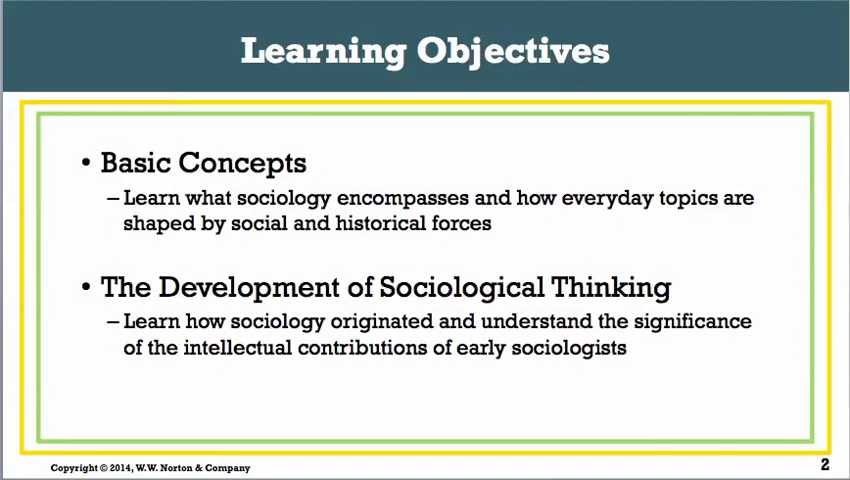 Learning Objectives
• Basic Concepts
– Learn what sociology encompasses and how everyday topics are
shaped by social and historical forces
• The Development of Sociological Thinking
– Learn how sociology originated and understand the significance
of the intellectual contributions of early sociologists
Copyright © 2014, W.W. Norton & Company
2